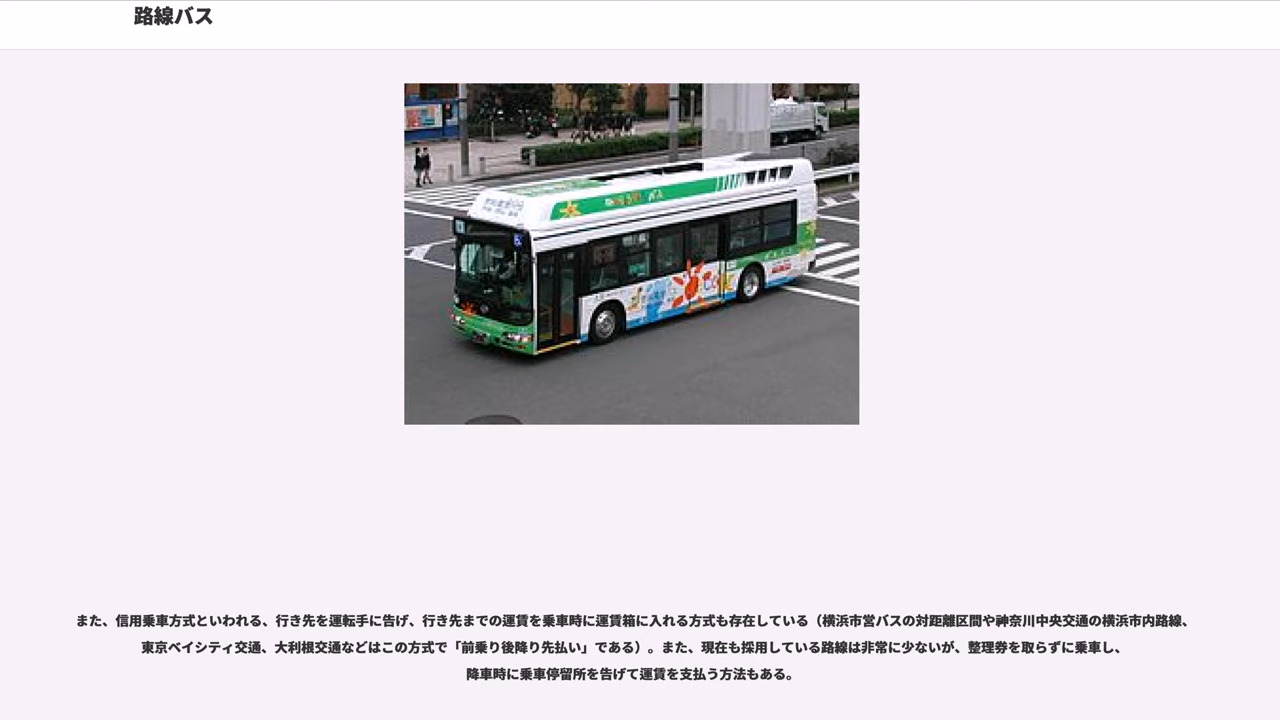 路線バス
また、信用乗車方式といわれる、行き先を運転手に告げ、行き先までの運賃を乗車時に運賃箱に入れる方式も存在している（横浜市営バスの対距離区間や神奈川中央交通の横浜市内路線、
東京ベイシティ交通、大利根交通などはこの方式で「前乗り後降り先払い」である）。また、現在も採用している路線は非常に少ないが、整理券を取らずに乗車し、
降車時に乗車停留所を告げて運賃を支払う方法もある。